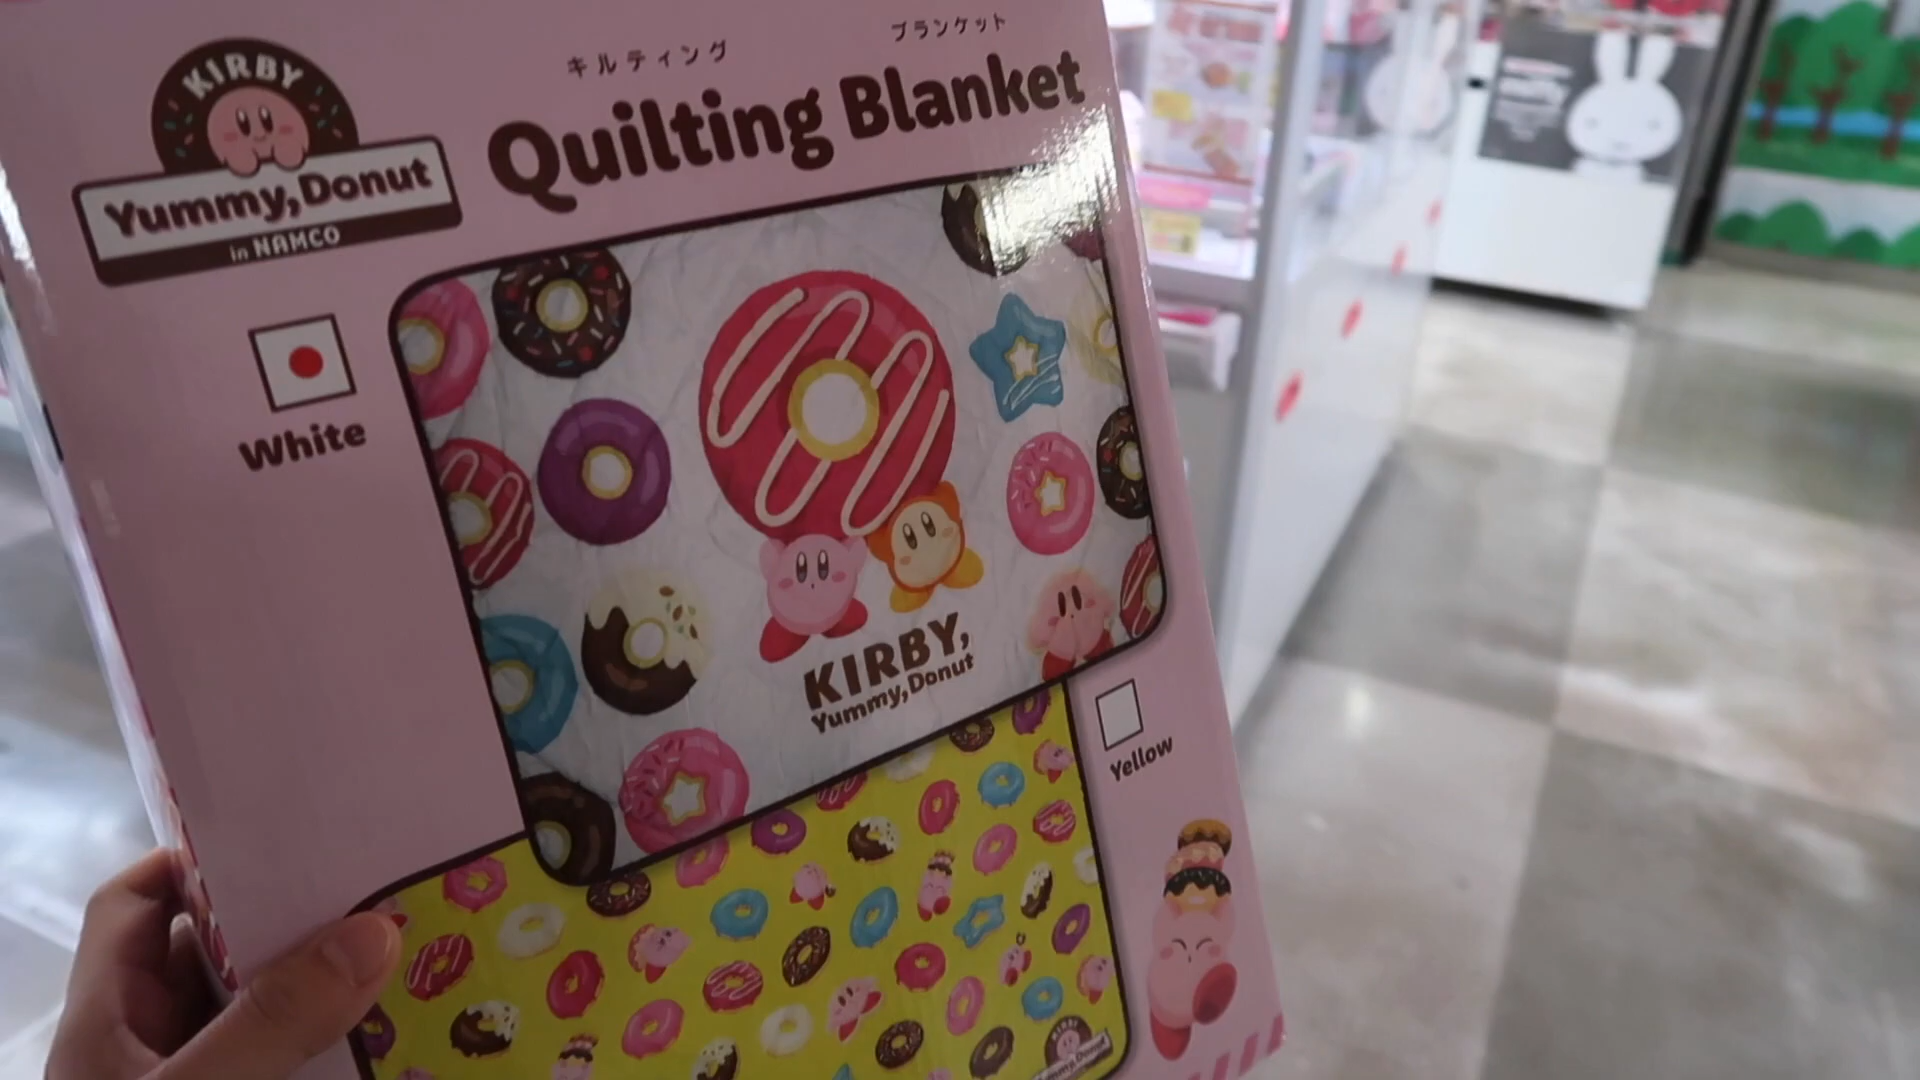 キルティング ブランケット
Quilting Blanket
KIRBY
Yummy, Donut
in NAMCO
White
KIRBY,
Yummy, Donut
Yellow
KIRBY